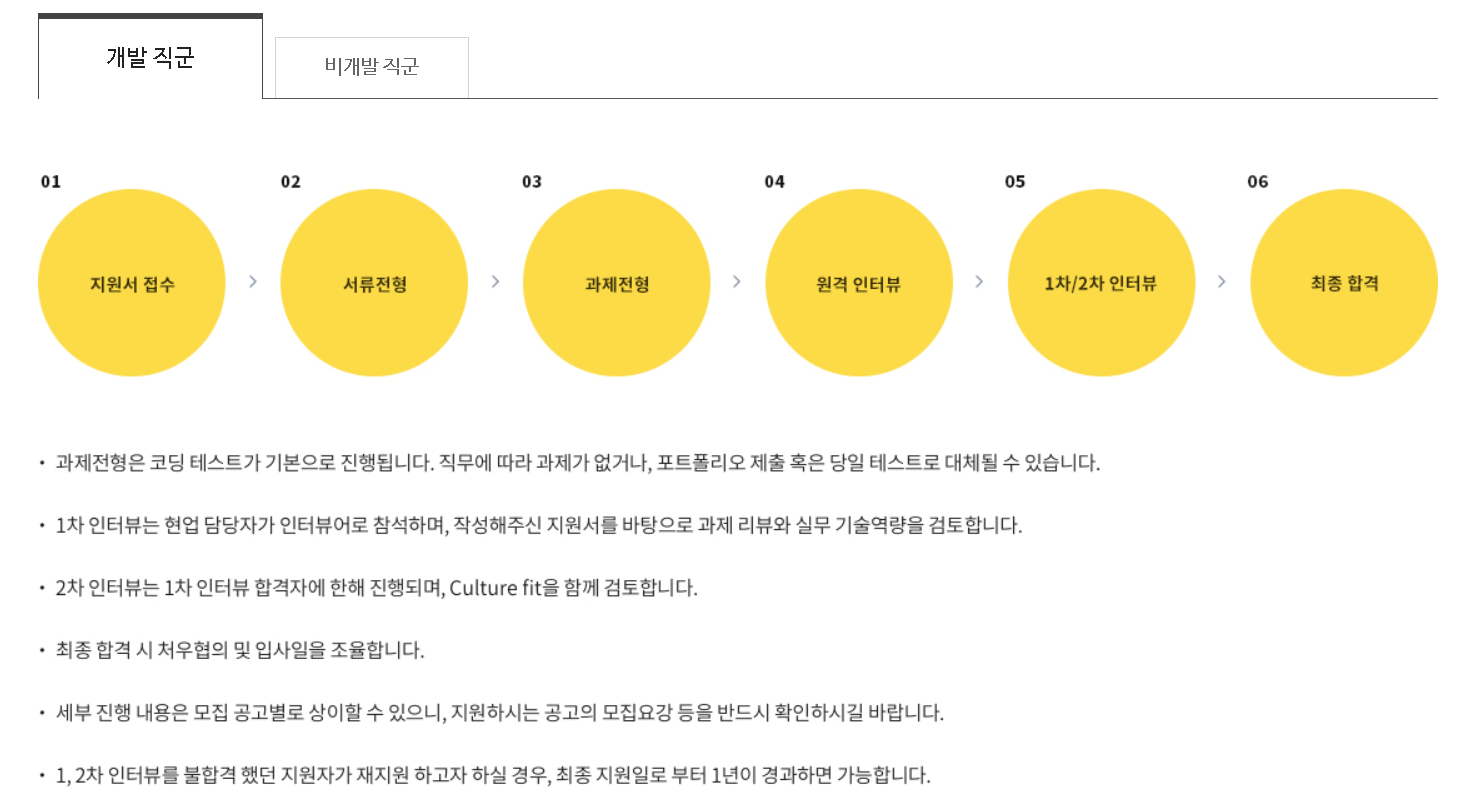 개발 직군
비개발 직군
01
02
03
04
05
06
지원서 접수
서류전형
과제전형
원격 인터뷰
1차/2차 인터뷰
최종 합격
• 과제전형은 코딩 테스트가 기본으로 진행됩니다. 직무에 따라 과제가 없거나, 포트폴리오 제출 혹은 당일 테스트로 대체될 수 있습니다.
• 1차 인터뷰는 현업 담당자가 인터뷰어로 참석하며, 작성해주신 지원서를 바탕으로 과제 리뷰와 실무 기술역량을 검토합니다.
• 2차 인터뷰는 1차 인터뷰 합격자에 한해 진행되며, Culture fit을 함께 검토합니다.
• 최종 합격 시 처우협의 및 입사일을 조율합니다.
• 세부 진행 내용은 모집 공고별로 상이할 수 있으니, 지원하시는 공고의 모집요강 등을 반드시 확인하시길 바랍니다.
• 1, 2차 인터뷰를 불합격 했던 지원자가 재지원 하고자 하실 경우, 최종 지원일로 부터 1년이 경과하면 가능합니다.